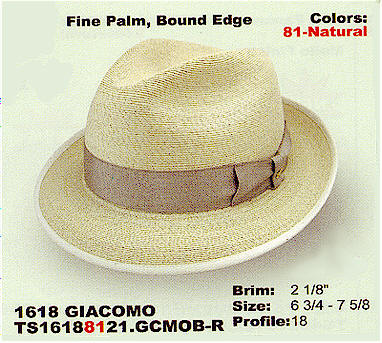 Fine Palm, Bound Edge
Colors:
81-Natural
1618 GIACOMO
TS16188121.GCMOB-R
Brim: 2 1/8"
Size: 6 3/4 - 7 5/8
Profile:18